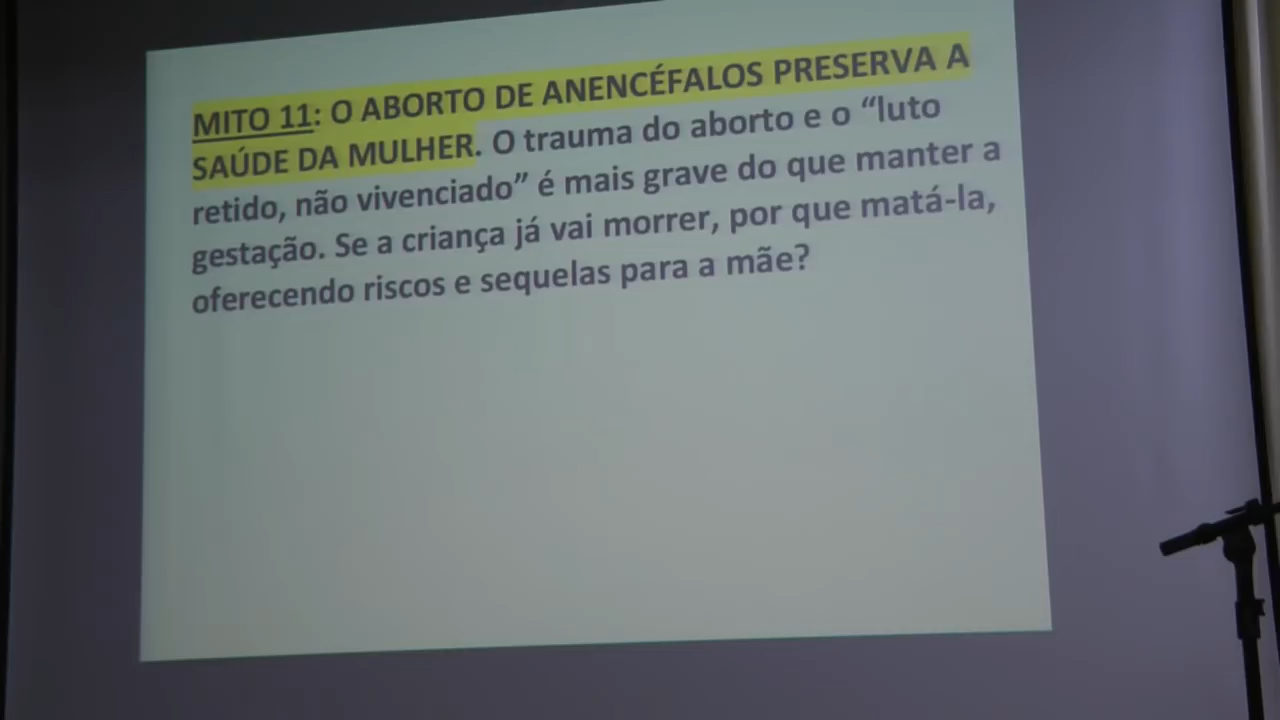 MITO 11: O ABORTO DE ANENCÉFALOS PRESERVA A
SAÚDE DA MULHER. O trauma do aborto e o “luto
retido, não vivenciado” é mais grave do que manter a
gestação. Se a criança já vai morrer, por que matá-la,
oferecendo riscos e sequelas para a mãe?